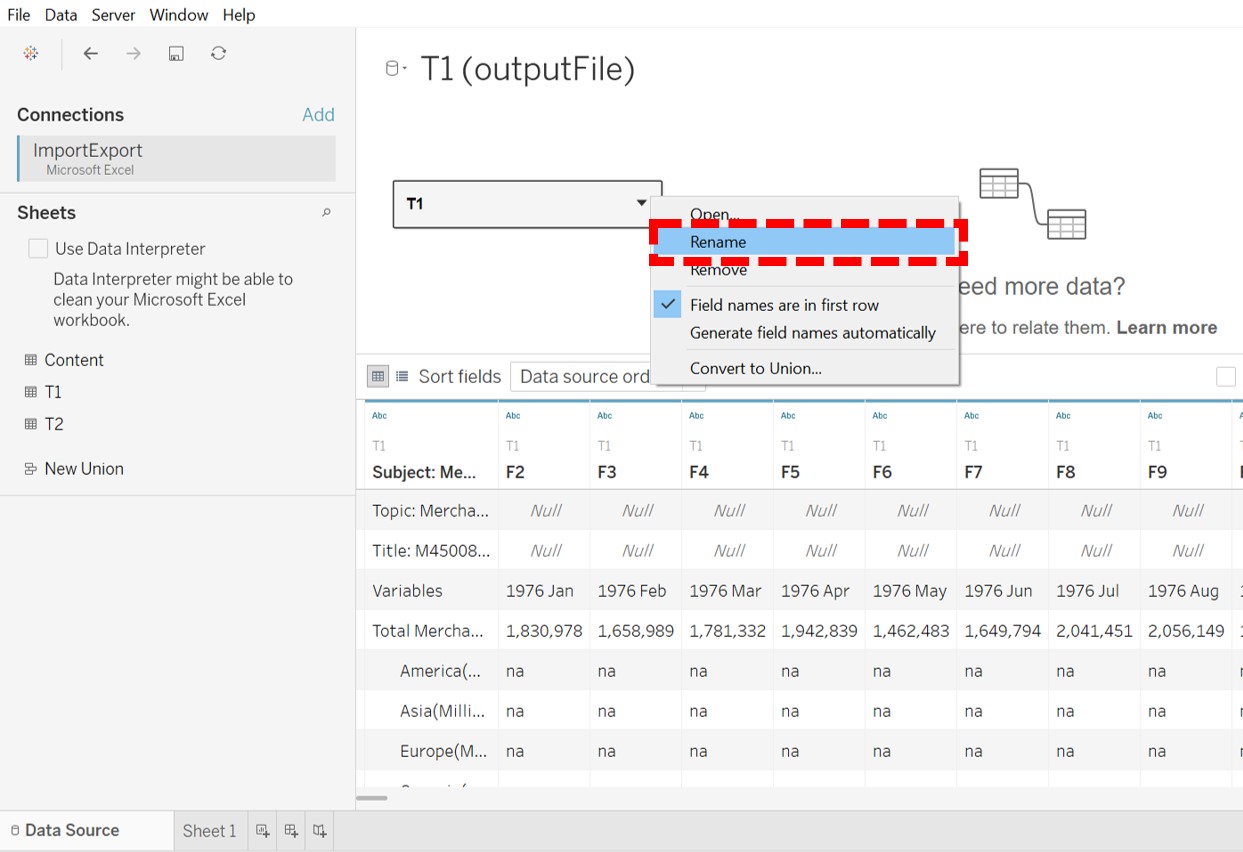 File Data Server Window Help
T1 (outputFile)
Connections Add
ImportExport
Microsoft Excel
T1
Sheets
Use Data Interpreter
Data Interpreter might be able to
clean your Microsoft Excel
workbook.
Content
T1
T2
New Union
Open...
Rename
Remove
Field names are in first row
Generate field names automatically
Convert to Union...
eed more data?
ere to relate them. Learn more
Sort fields Data source ord
Abc Abc Abc Abc Abc Abc Abc Abc Abc
T1 T1 T1 T1 T1 T1 T1 T1 T1
Subject: Me... F2 F3 F4 F5 F6 F7 F8 F9
Topic: Mercha... Null Null Null Null Null Null Null Null
Title: M45008... Null Null Null Null Null Null Null Null
Variables 1976 Jan 1976 Feb 1976 Mar 1976 Apr 1976 May 1976 Jun 1976 Jul 1976 Aug
Total Mercha... 1,830,978 1,658,989 1,781,332 1,942,839 1,462,483 1,649,794 2,041,451 2,056,149
America(... na na na na na na na na
Asia(Milli... na na na na na na na na
Europe(M... na na na na na na na na
Data Source Sheet 1